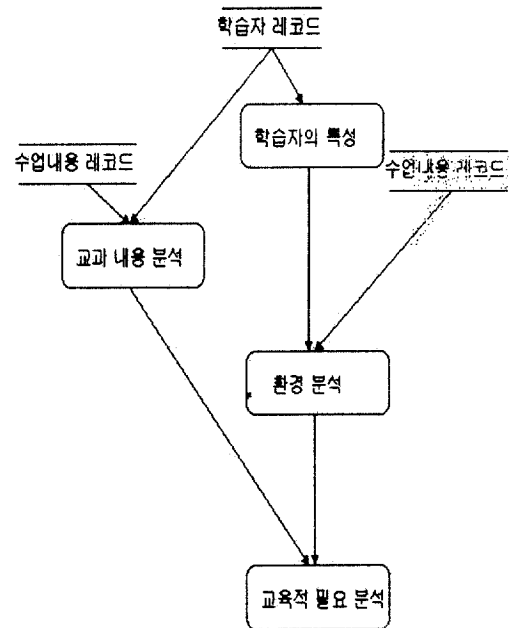 학습자 레코드
학습자의 특성
수업내용 레코드
수업내용 레코드
교과 내용 분석
환경 분석
교육적 필요 분석